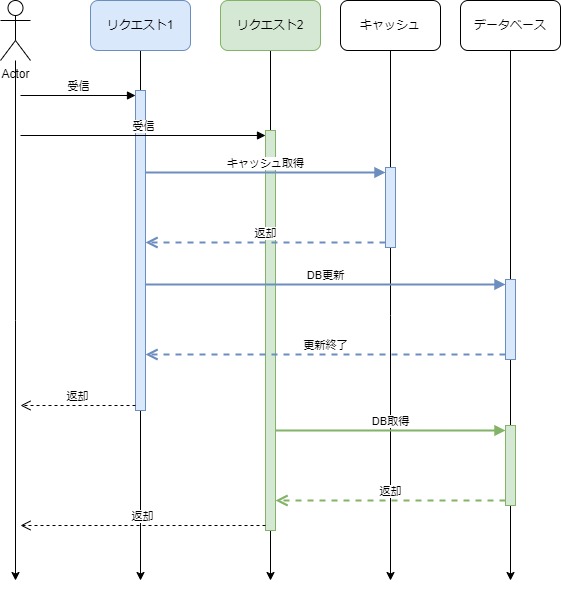 リクエスト1
リクエスト2
キャッシュ
データベース
Actor
受信
受信
キャッシュ取得
返却
DB更新
更新終了
返却
DB取得
返却
返却